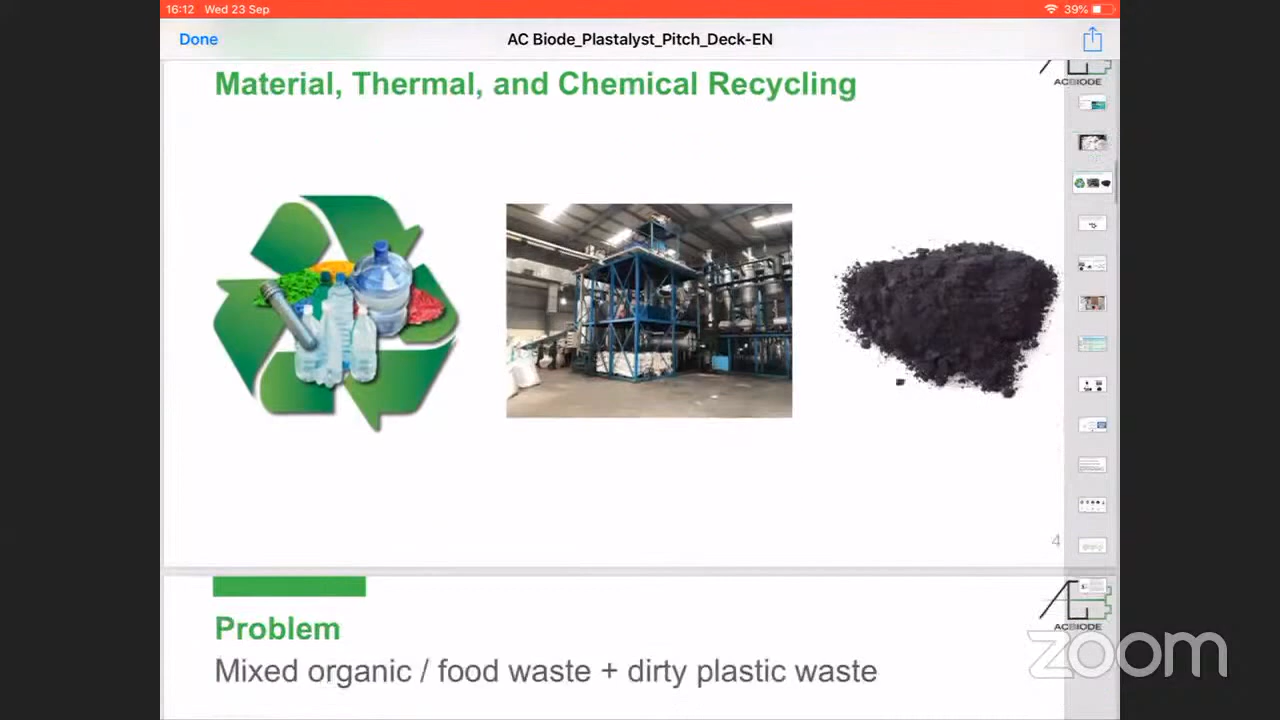 16:12 Wed 23 Sep
39%
Done
AC Biode_Plastalyst_Pitch_Deck-EN
Material, Thermal, and Chemical Recycling
ACBIODE
4
Problem
ACBIODE
Mixed organic / food waste + dirty plastic waste
zoom